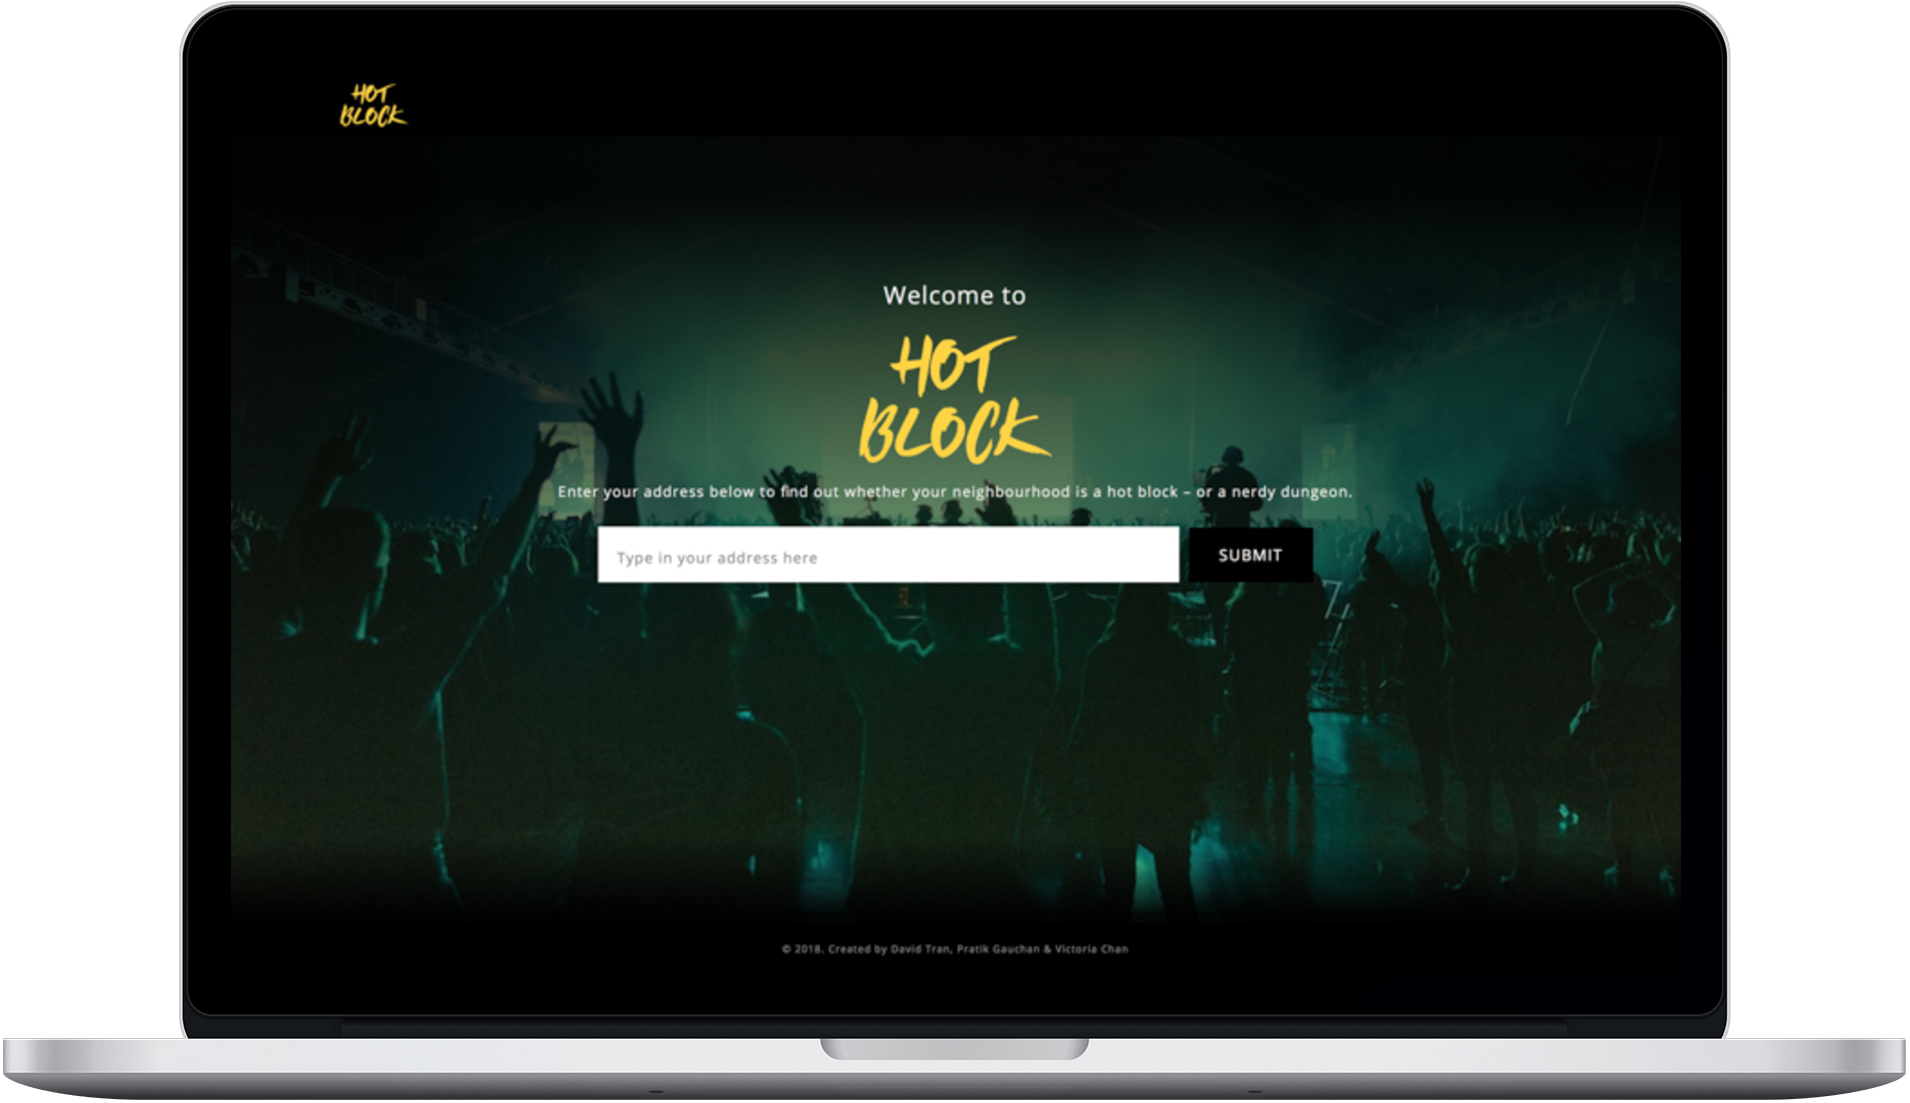 HOT
BLOCK
Welcome to
HOT
BLOCK
Enter your address below to find out whether your neighbourhood is a hot block – or a nerdy dungeon.
Type in your address here
SUBMIT
© 2018. Created by David Tran, Pratik Gauchan & Victoria Chan